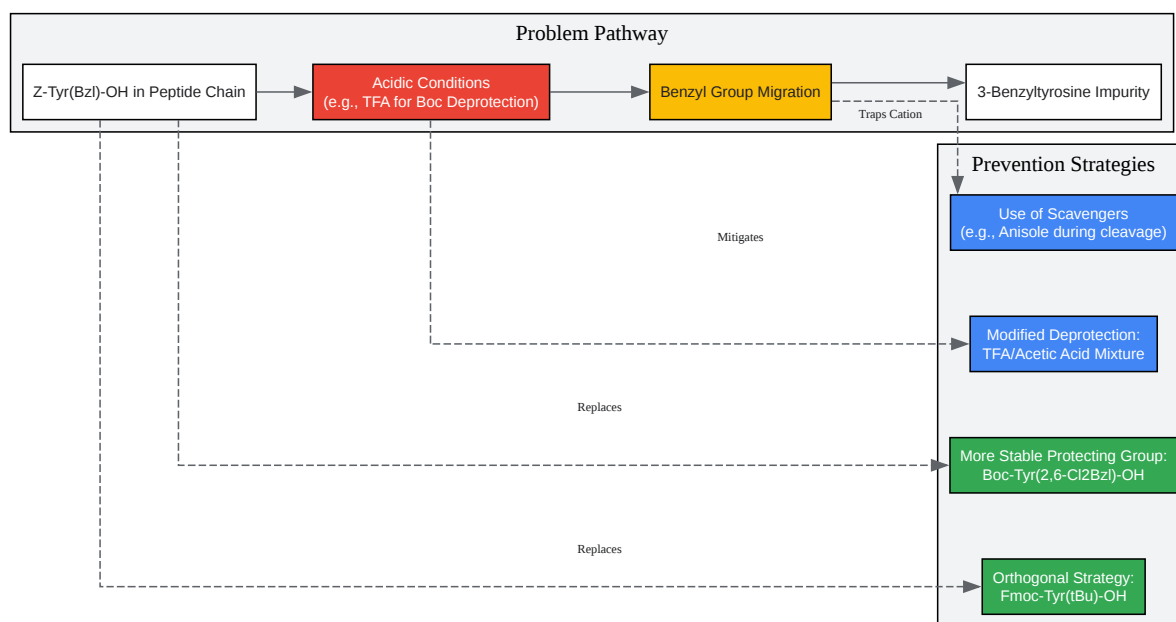 Problem Pathway
Z-Tyr(Bzl)-OH in Peptide Chain
Acidic Conditions
(e.g., TFA for Boc Deprotection)
Benzyl Group Migration
3-Benzyltyrosine Impurity
Traps Cation
Prevention Strategies
Use of Scavengers
(e.g., Anisole during cleavage)
Mitigates
Modified Deprotection:
TFA/Acetic Acid Mixture
Replaces
More Stable Protecting Group:
Boc-Tyr(2,6-Cl2Bzl)-OH
Replaces
Orthogonal Strategy:
Fmoc-Tyr(tBu)-OH